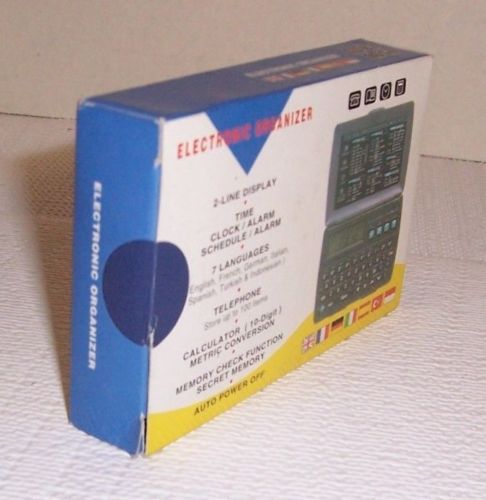 ELECTRONIC ORGANIZER
ELECTRONIC ORGANIZER
2-LINE DISPLAY
TIME
CLOCK / ALARM
SCHEDULE / ALARM
7 LANGUAGES
English, French, German, Italian,
Spanish, Turkish & Indonesian )
TELEPHONE
Store up to 100 items
CALCULATOR ( 10-Digit )
METRIC CONVERSION
MEMORY CHECK FUNCTION
SECRET MEMORY
AUTO POWER OFF